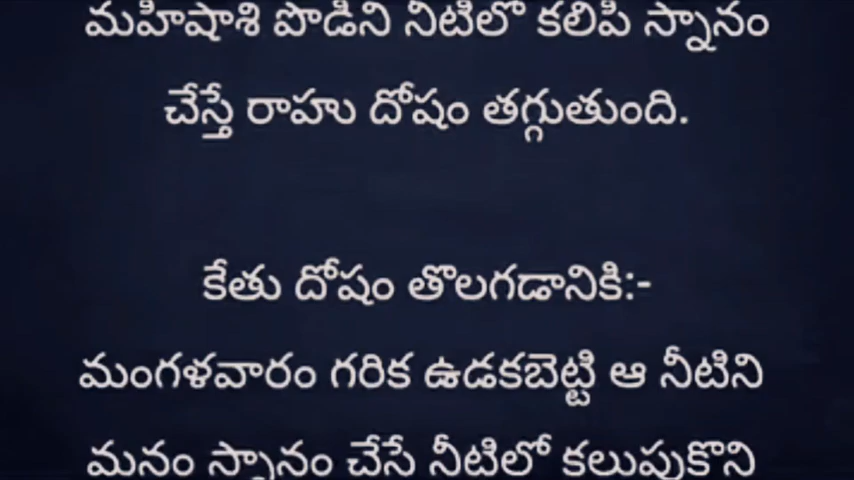 మహిషాశి పొడిని నీటిలో కలిపి స్నానం
చేస్తే రాహు దోషం తగ్గుతుంది.
కేతు దోషం తొలగడానికి:-
మంగళవారం గరిక ఉడకబెట్టి ఆ నీటిని
మనం స్నానం చేసే నీటిలో కలుపుకొని